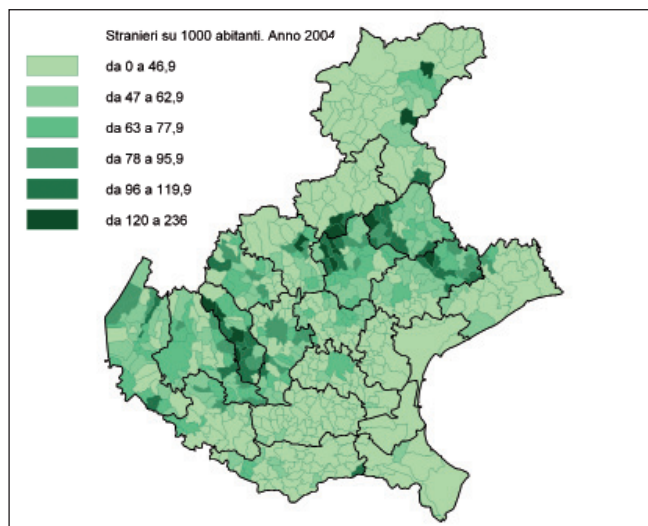 Stranieri su 1000 abitanti. Anno 2004
da 0 a 46,9
da 47 a 62,9
da 63 a 77,9
da 78 a 95,9
da 96 a 119,9
da 120 a 236